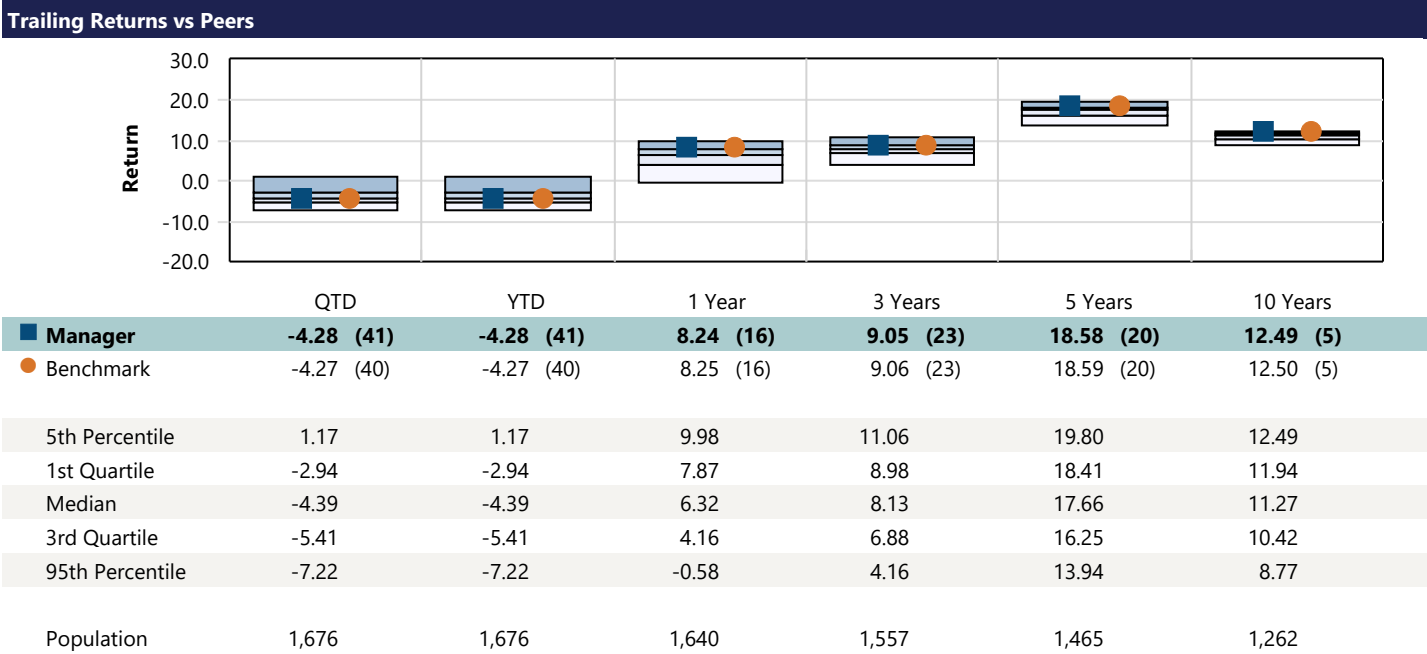 Trailing Returns vs Peers
30.0
20.0
10.0
0.0
-10.0
-20.0
Return
QTD YTD 1 Year 3 Years 5 Years 10 Years
Manager -4.28 (41) -4.28 (41) 8.24 (16) 9.05 (23) 18.58 (20) 12.49 (5)
Benchmark -4.27 (40) -4.27 (40) 8.25 (16) 9.06 (23) 18.59 (20) 12.50 (5)
5th Percentile 1.17 1.17 9.98 11.06 19.80 12.49
1st Quartile -2.94 -2.94 7.87 8.98 18.41 11.94
Median -4.39 -4.39 6.32 8.13 17.66 11.27
3rd Quartile -5.41 -5.41 4.16 6.88 16.25 10.42
95th Percentile -7.22 -7.22 -0.58 4.16 13.94 8.77
Population 1,676 1,676 1,640 1,557 1,465 1,262